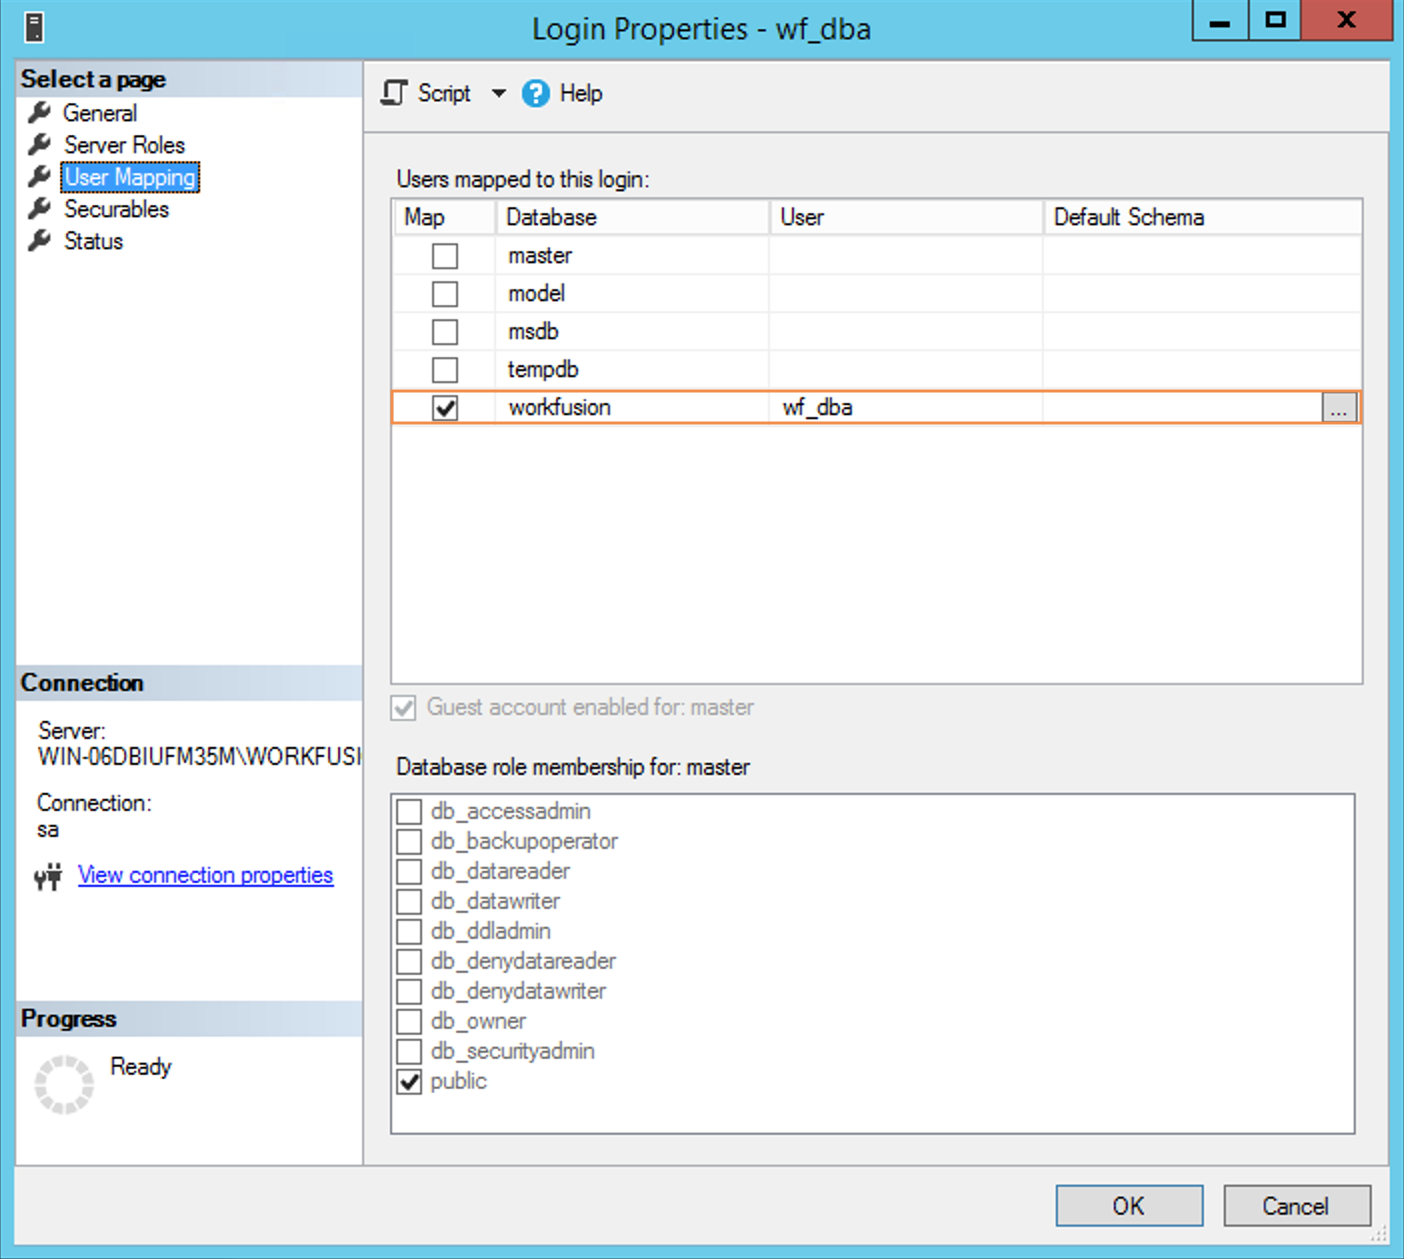 Login Properties - wf_dba
Select a page
General
Server Roles
User Mapping
Securables
Status
Script
Help
Users mapped to this login:
Map Database User Default Schema
master
model
msdb
tempdb
workfusion wf_dba ...
Guest account enabled for: master
Database role membership for: master
db_accessadmin
db_backupoperator
db_datareader
db_datawriter
db_ddladmin
db_denydatareader
db_denydatawriter
db_owner
db_securityadmin
public
Connection
Server:
WIN-06DBIUFM35M\WORKFUSI
Connection:
sa
View connection properties
Progress
Ready
OK
Cancel